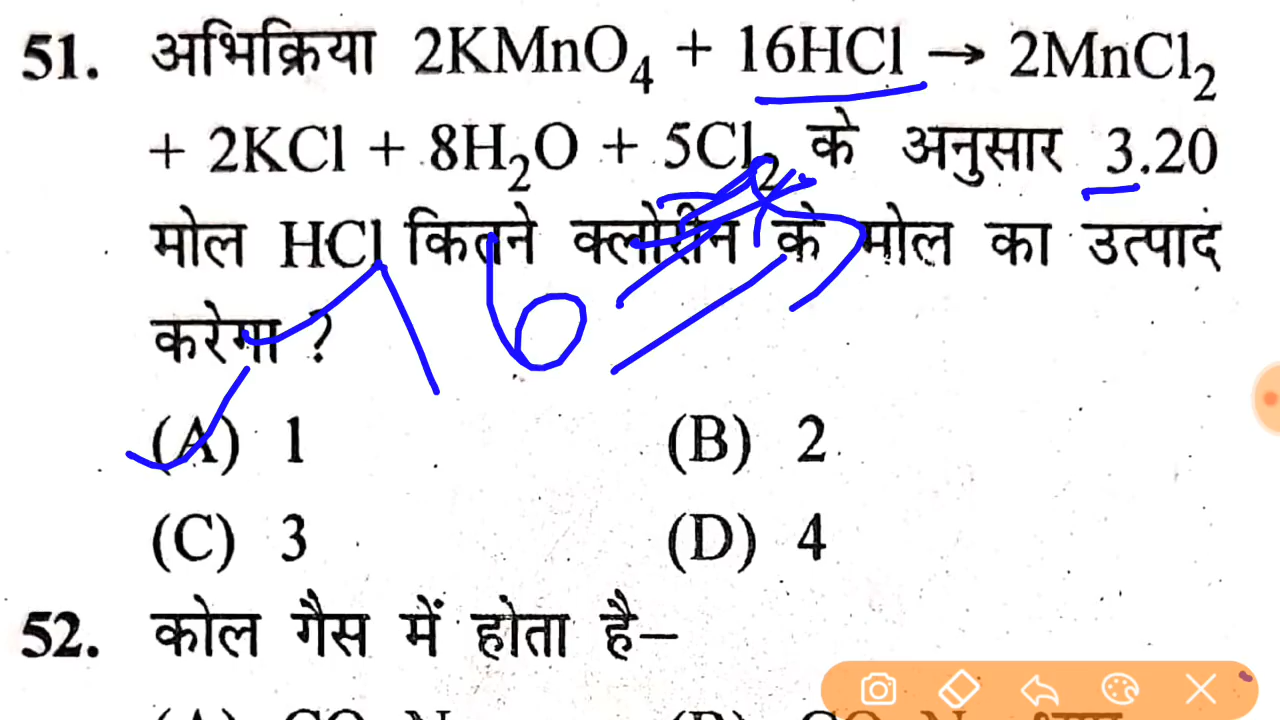 51. अभिक्रिया 2KMnO₄ + 16HCl → 2MnCl₂
+ 2KCl + 8H₂O + 5Cl₂ के अनुसार 3.20
मोल HCl कितने क्लोरीन के मोल का उत्पाद
करेगा ?
(A) 1 (B) 2
(C) 3 (D) 4
16
52. कोल गैस में होता है–